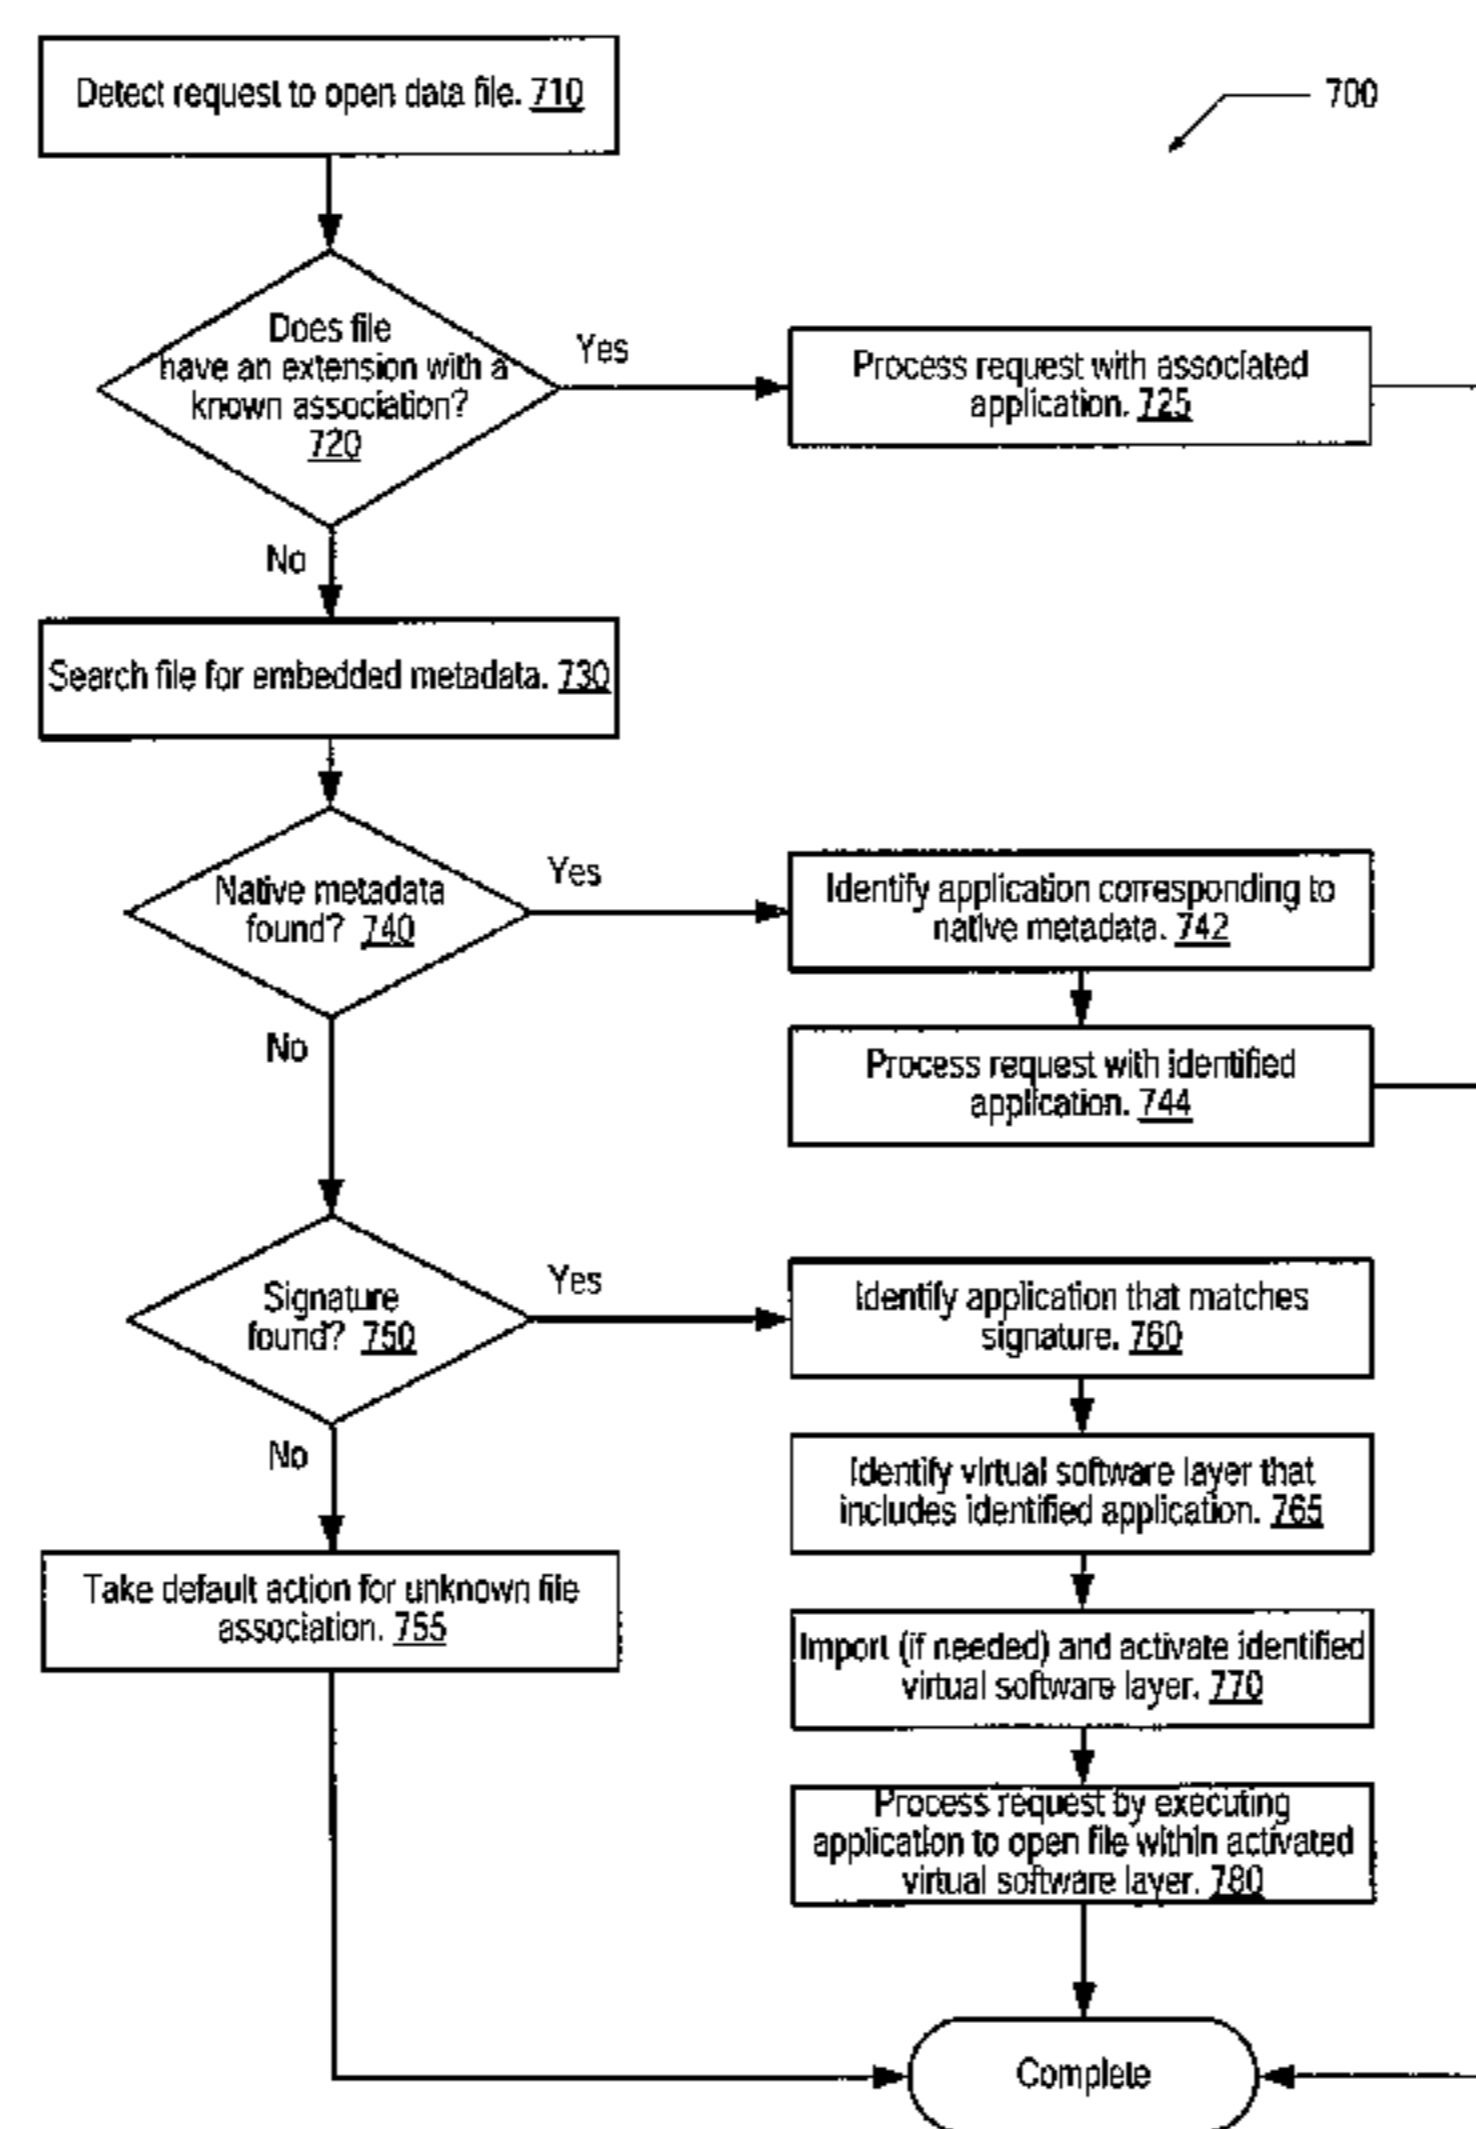 Detect request to open data file. 710
700
Does file
have an extension with a
known association?
720
Yes
Process request with associated
application. 725
No
Search file for embedded metadata. 730
Native metadata
found? 740
Yes
Identify application corresponding to
native metadata. 742
Process request with identified
application. 744
No
Signature
found? 750
Yes
Identify application that matches
signature. 760
Identify virtual software layer that
includes identified application. 765
No
Take default action for unknown file
association. 755
Import (if needed) and activate identified
virtual software layer. 770
Process request by executing
application to open file within activated
virtual software layer. 780
Complete